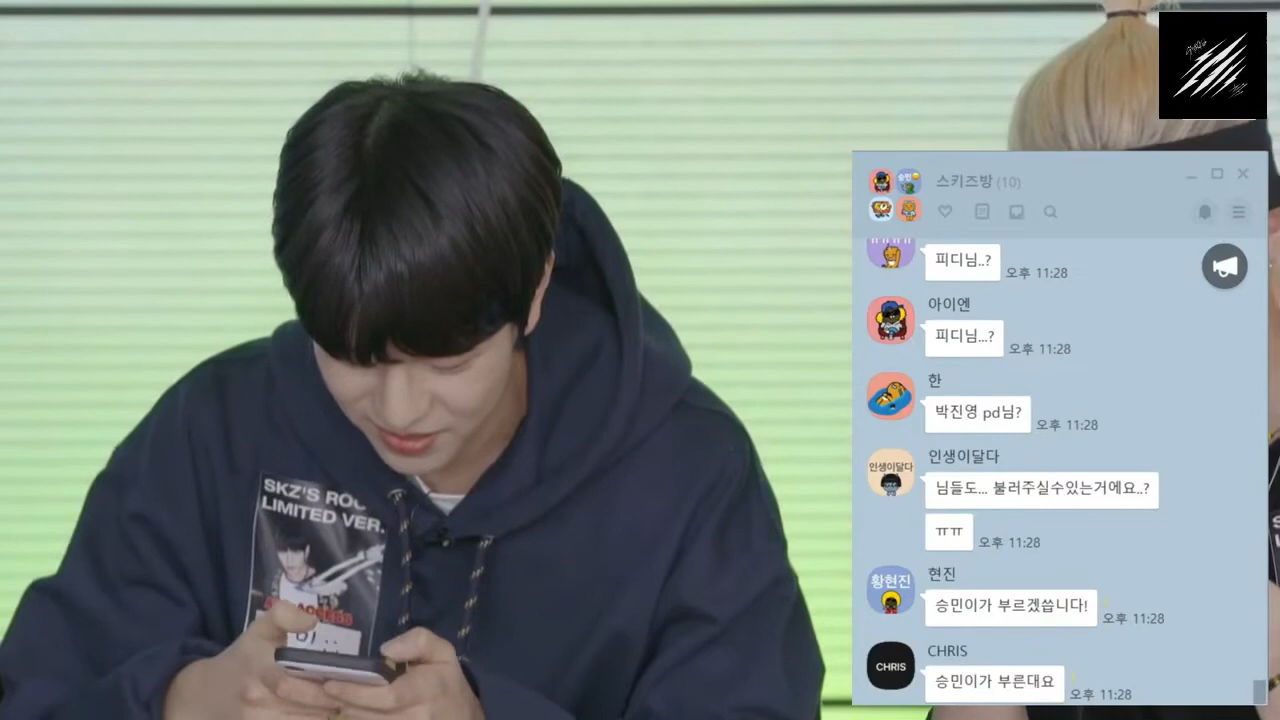 SKZ'S RO
LIMITED VER.
승민
스키즈방 (10)
피디님..?
오후 11:28
아이엔
피디님...?
오후 11:28
한
박진영 pd님?
오후 11:28
인생이달다
인생이달다
님들도... 불러주실수있는거에요..?
ㅠㅠ
오후 11:28
황현진
현진
승민이가 부르겠씁니다!
오후 11:28
CHRIS
CHRIS
승민이가 부른대요
오후 11:28